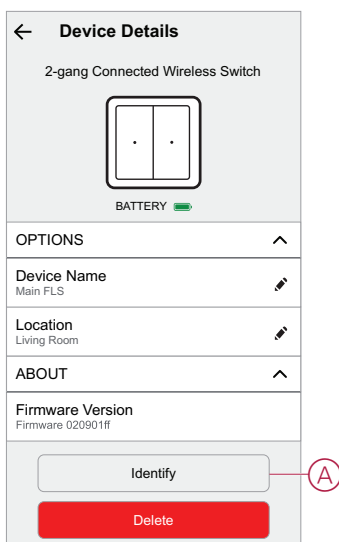 Device Details
2-gang Connected Wireless Switch
BATTERY
OPTIONS
Device Name
Main FLS
Location
Living Room
ABOUT
Firmware Version
Firmware 020901ff
Identify
A
Delete